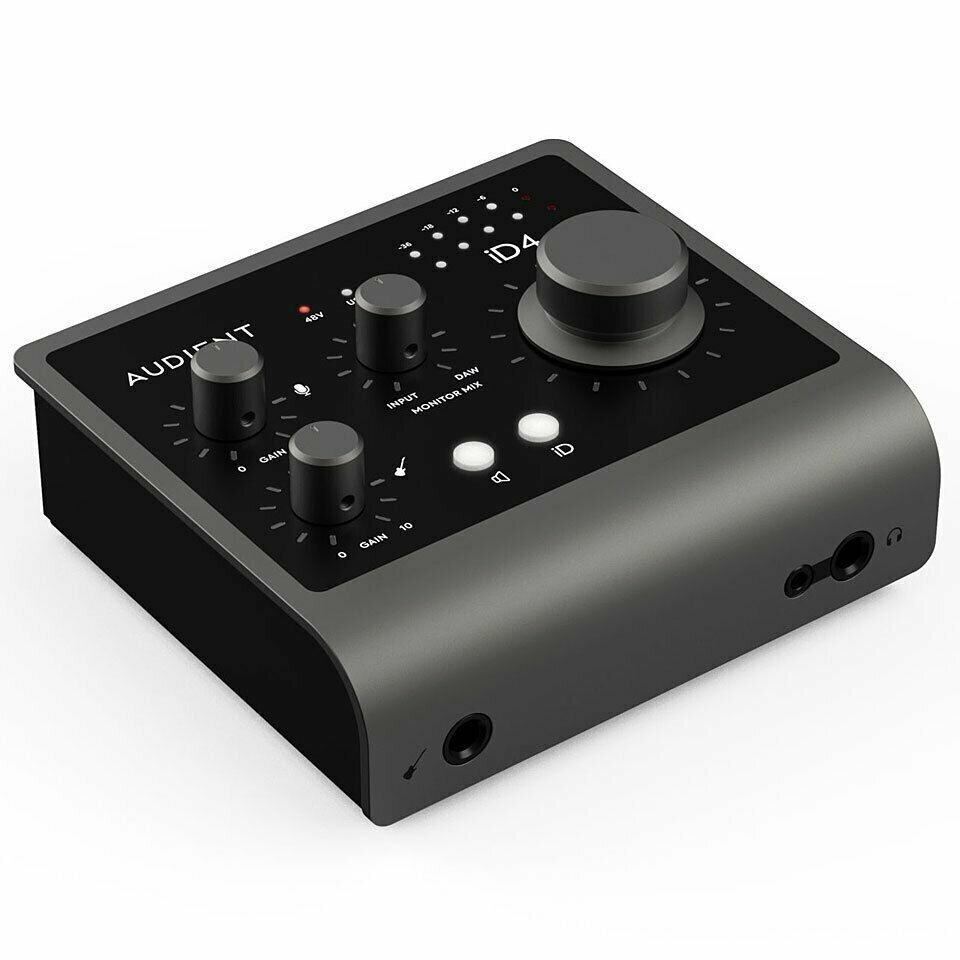 0
-6
-12
-18
-36
iD4
48V
AUDIENT
DAW
INPUT
MONITOR MIX
0 GAIN
iD
0 GAIN 10